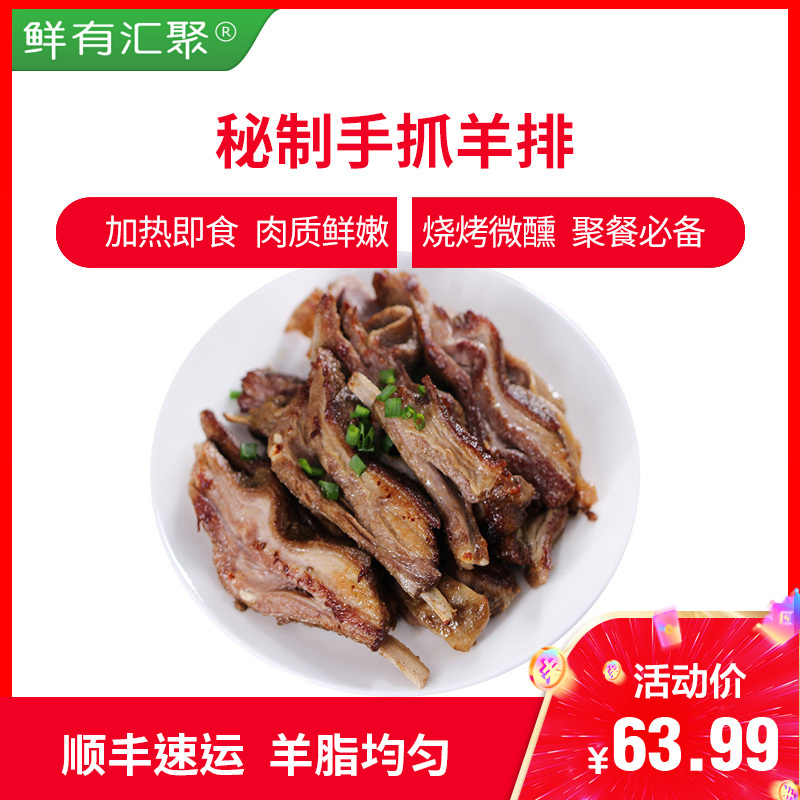 鲜有汇聚®
秘制手抓羊排
加热即食 肉质鲜嫩 烧烤微醺 聚餐必备
活动价
¥63.99
顺丰速运 羊脂均匀